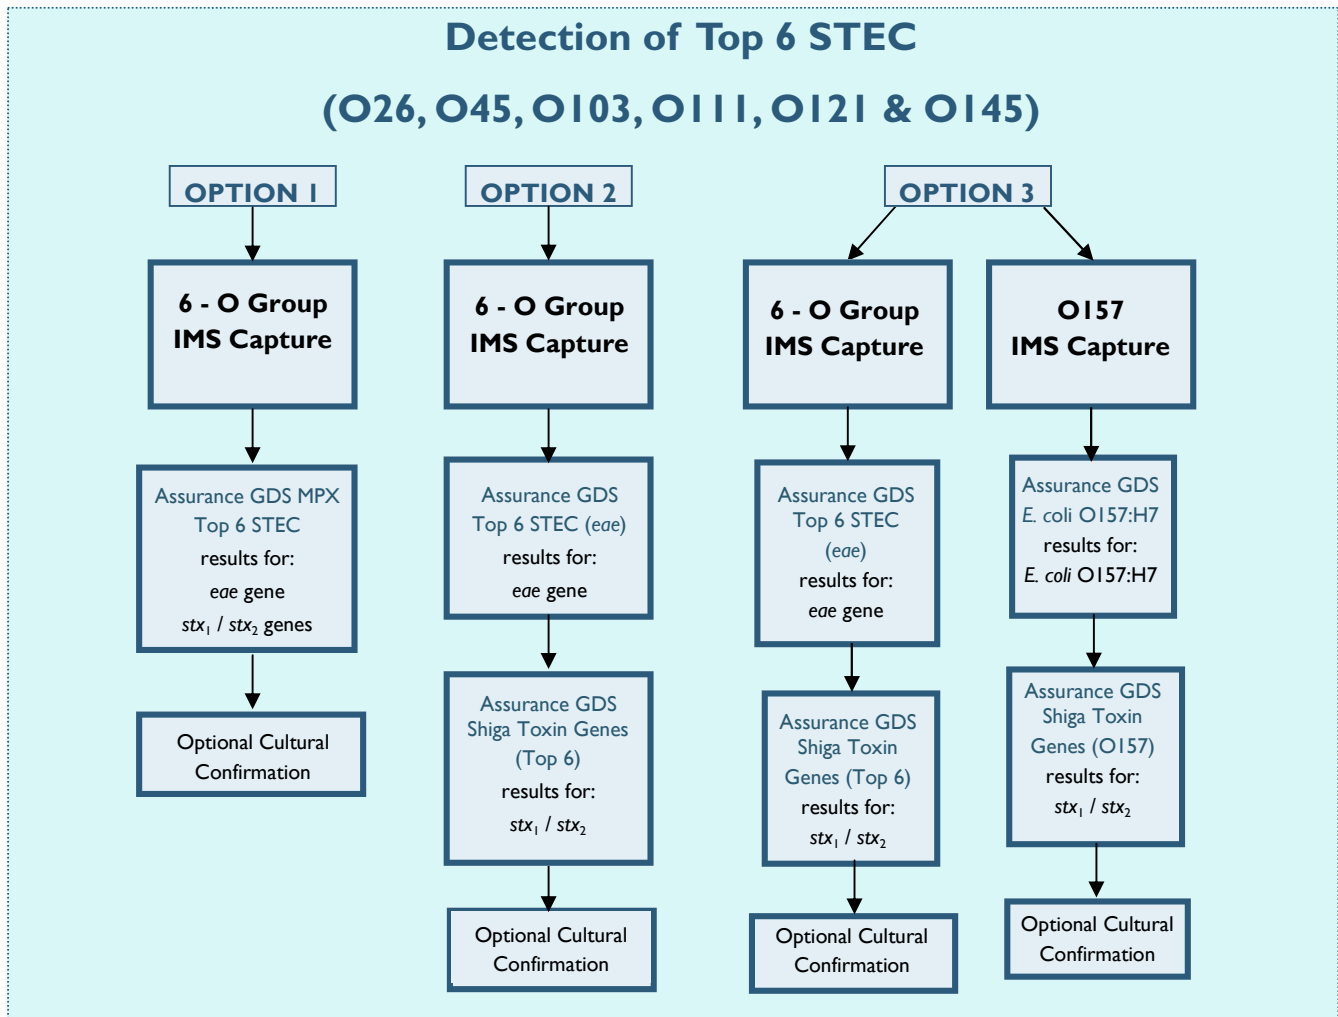 Detection of Top 6 STEC
(O26, O45, O103, O111, O121 & O145)
OPTION 1
6 - O Group
IMS Capture
Assurance GDS MPX
Top 6 STEC
results for:
eae gene
stx₁ / stx₂ genes
Optional Cultural
Confirmation
OPTION 2
6 - O Group
IMS Capture
Assurance GDS
Top 6 STEC (eae)
results for:
eae gene
Assurance GDS
Shiga Toxin Genes
(Top 6)
results for:
stx₁ / stx₂
Optional Cultural
Confirmation
OPTION 3
6 - O Group
IMS Capture
Assurance GDS
Top 6 STEC
(eae)
results for:
eae gene
Assurance GDS
Shiga Toxin
Genes (Top 6)
results for:
stx₁ / stx₂
Optional Cultural
Confirmation
O157
IMS Capture
Assurance GDS
E. coli O157:H7
results for:
E. coli O157:H7
Assurance GDS
Shiga Toxin
Genes (O157)
results for:
stx₁ / stx₂
Optional Cultural
Confirmation